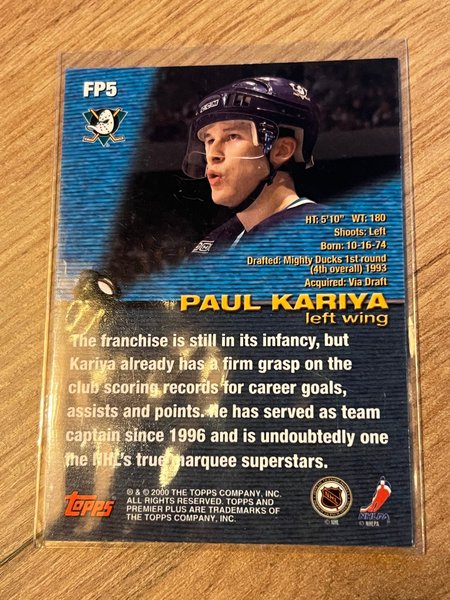 FP5
HT: 5'10" WT: 180
Shoots: Left
Born: 10-16-74
Drafted: Mighty Ducks 1st round
(4th overall) 1993
Acquired: Via Draft
PAUL KARIYA
left wing
The franchise is still in its infancy, but
Kariya already has a firm grasp on the
club scoring records for career goals,
assists and points. He has served as team
captain since 1996 and is undoubtedly one
the NHL's true marquee superstars.
® & © 2000 THE TOPPS COMPANY, INC.
ALL RIGHTS RESERVED. TOPPS AND
PREMIER PLUS ARE TRADEMARKS OF
THE TOPPS COMPANY, INC.
Topps
NHL
© NHL
NHLPA
© NHLPA